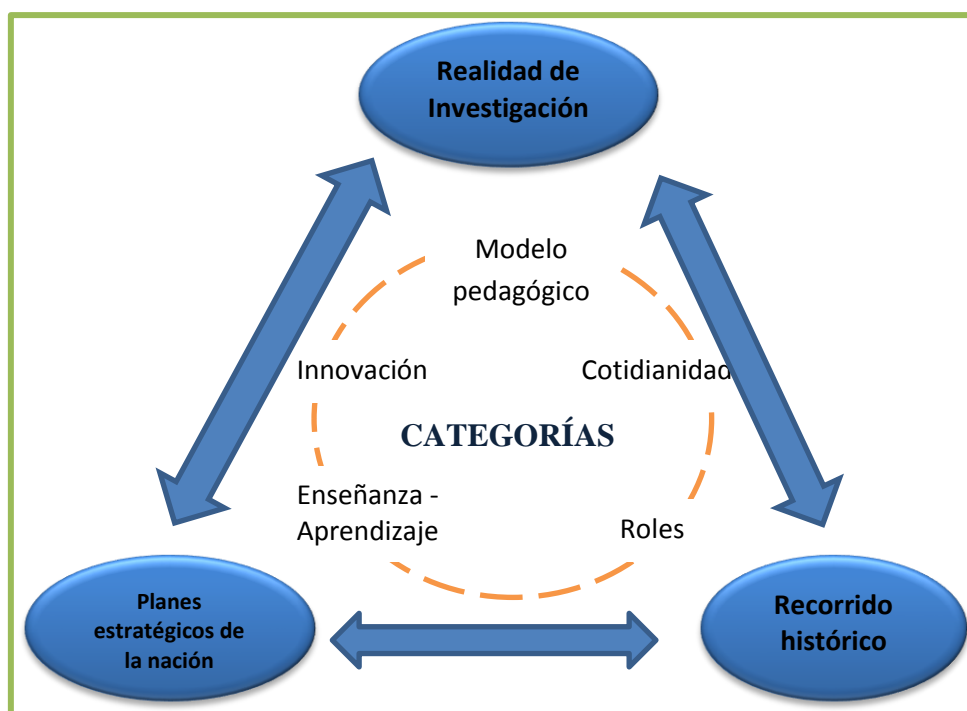 Realidad de
Investigación
Modelo
pedagógico
Innovación
Cotidianidad
CATEGORÍAS
Enseñanza -
Aprendizaje
Roles
Planes
estratégicos de
la nación
Recorrido
histórico